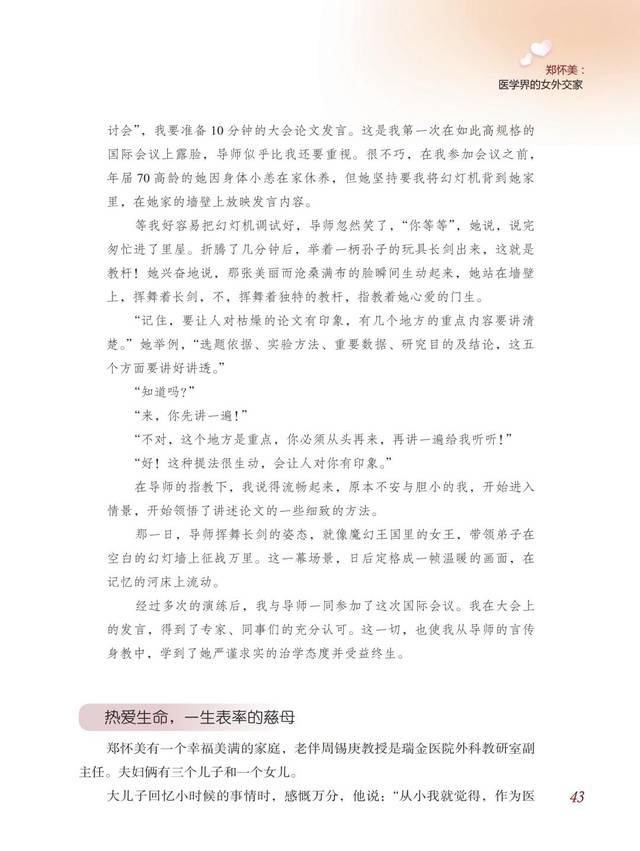 郑怀美：
医学界的女外交家
讨会”，我要准备 10 分钟的大会论文发言。这是我第一次在如此高规格的
国际会议上露脸，导师似乎比我还要重视。很不巧，在我参加会议之前，
年届 70 高龄的她因身体小恙在家休养，但她坚持要我将幻灯机背到她家
里，在她家的墙壁上放映发言内容。
等我好容易把幻灯机调试好，导师忽然笑了，“你等等”，她说，说完
匆忙进了里屋。折腾了几分钟后，举着一柄孙子的玩具长剑出来，这就是
教杆！她兴奋地说，那张美丽而沧桑满布的脸瞬间生动起来，她站在墙壁
上，挥舞着长剑，不，挥舞着独特的教杆，指教着她心爱的门生。
“记住，要让人对枯燥的论文有印象，有几个地方的重点内容要讲清
楚。”她举例，“选题依据、实验方法、重要数据、研究目的及结论，这五
个方面要讲好讲透。”
“知道吗？”
“来，你先讲一遍！”
“不对，这个地方是重点，你必须从头再来，再讲一遍给我听听！”
“好！这种提法很生动，会让人对你有印象。”
在导师的指教下，我说得流畅起来，原本不安与胆小的我，开始进入
情景，开始领悟了讲述论文的一些细致的方法。
那一日，导师挥舞长剑的姿态，就像魔幻王国里的女王，带领弟子在
空白的幻灯墙上征战万里。这一幕场景，日后定格成一帧温暖的画面，在
记忆的河床上流动。
经过多次的演练后，我与导师一同参加了这次国际会议。我在大会上
的发言，得到了专家、同事们的充分认可。这一切，也使我从导师的言传
身教中，学到了她严谨求实的治学态度并受益终生。
热爱生命，一生表率的慈母
郑怀美有一个幸福美满的家庭，老伴周锡庚教授是瑞金医院外科教研室副
主任。夫妇俩有三个儿子和一个女儿。
大儿子回忆小时候的事情时，感慨万分，他说：“从小我就觉得，作为医
43